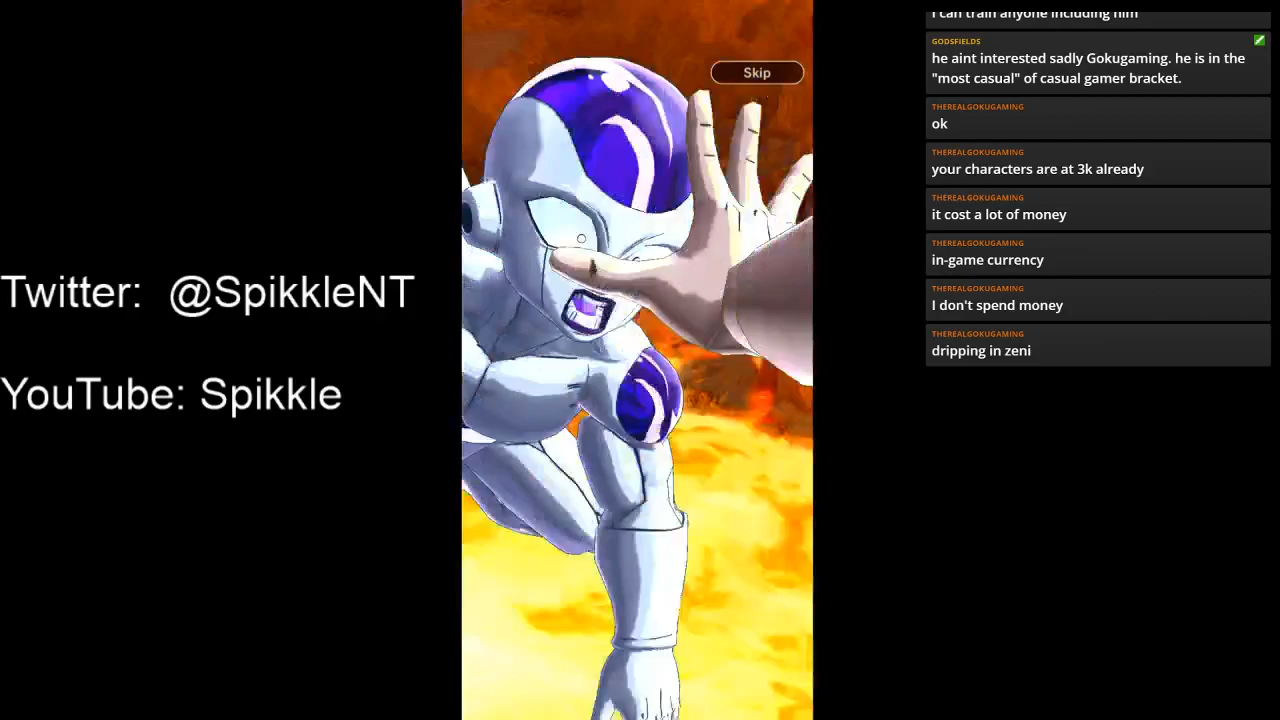 Twitter:  @SpikkleNT
YouTube: Spikkle
Skip
I can train anyone including him
GODSFIELDS
he aint interested sadly Gokugaming. he is in the
"most casual" of casual gamer bracket.
THEREALGOKUGAMING
ok
THEREALGOKUGAMING
your characters are at 3k already
THEREALGOKUGAMING
it cost a lot of money
THEREALGOKUGAMING
in-game currency
THEREALGOKUGAMING
I don't spend money
THEREALGOKUGAMING
dripping in zeni